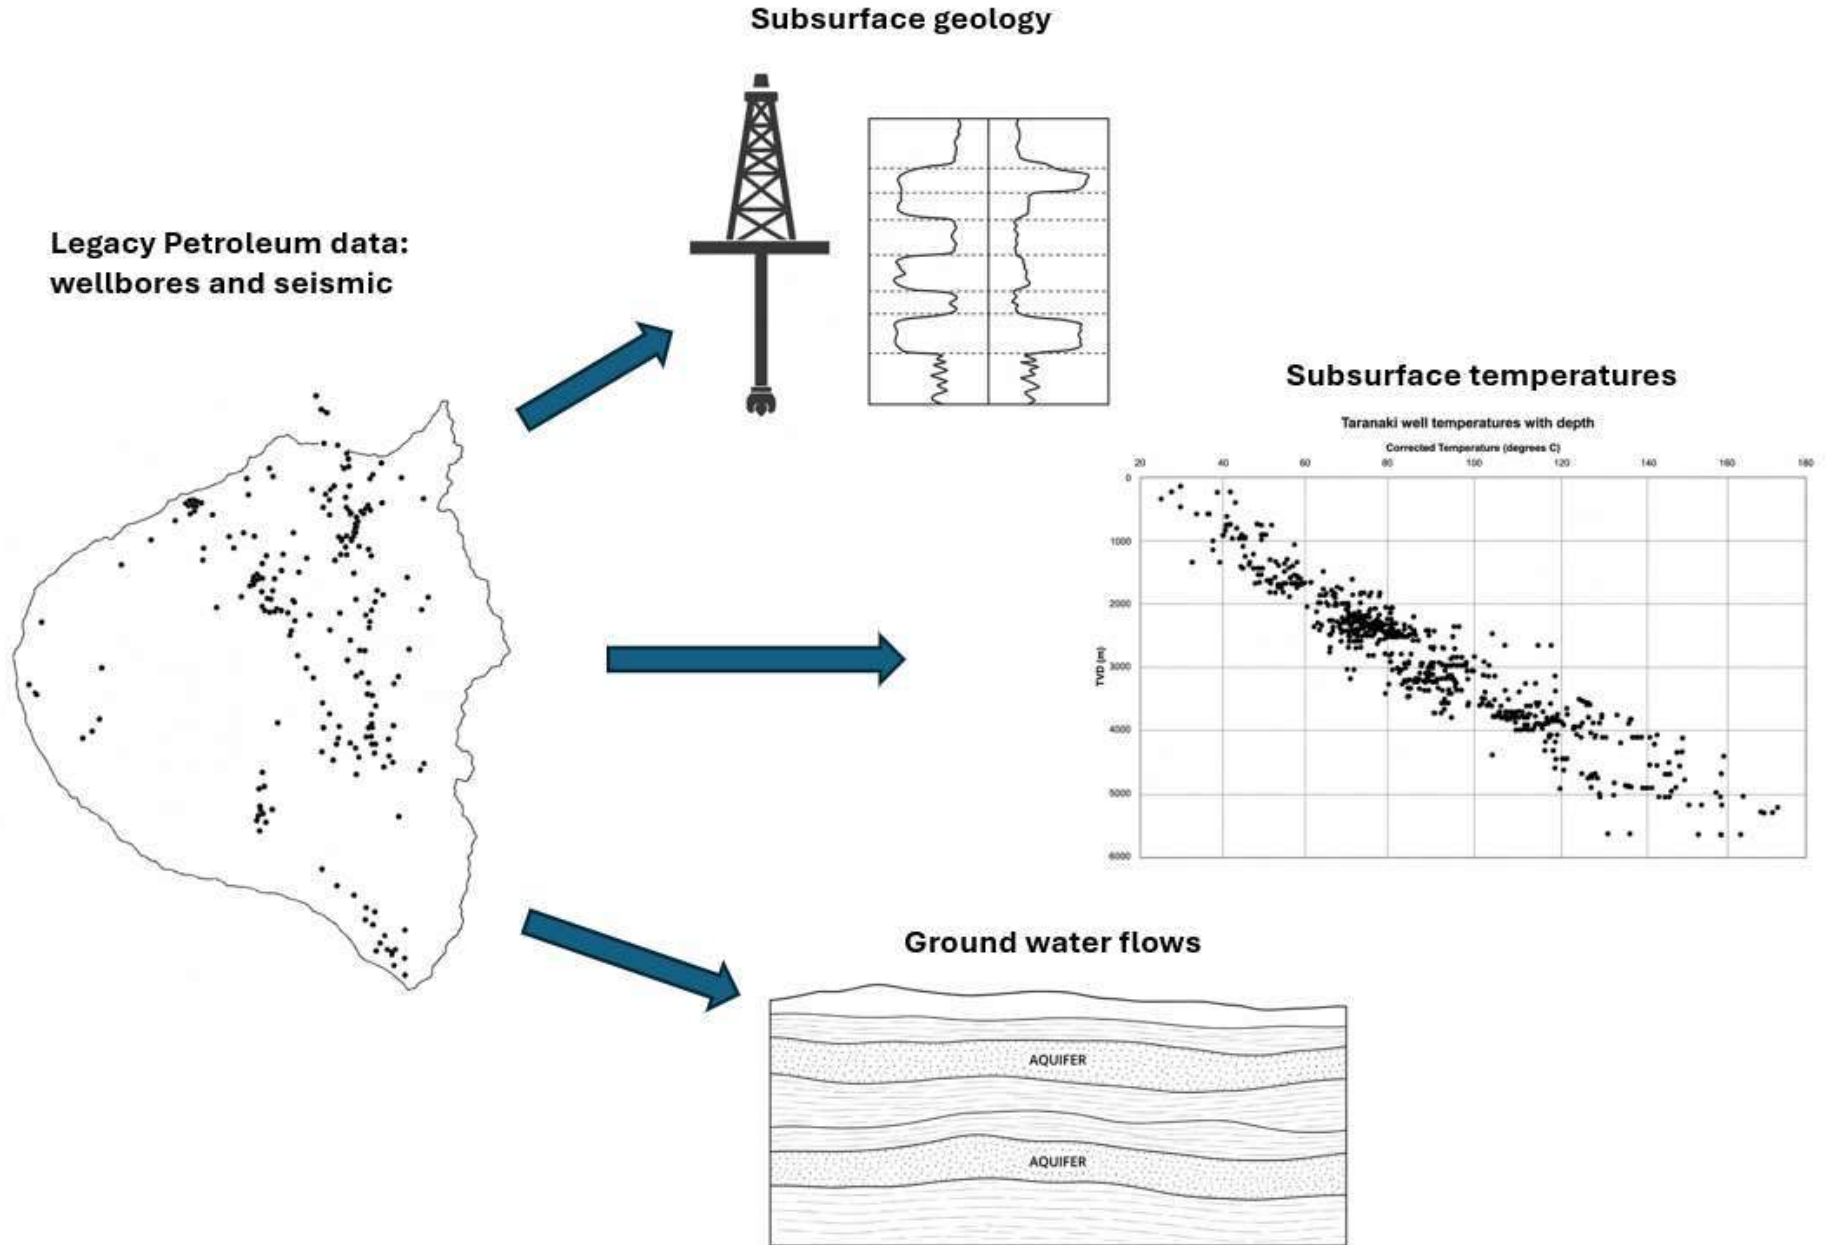 Subsurface geology
Legacy Petroleum data:
wellbores and seismic
Subsurface temperatures
Taranaki well temperatures with depth
Corrected Temperature (degrees C)
20 40 60 80 100 120 140 160 180
0
1000
2000
3000
4000
5000
6000
TVD (m)
Ground water flows
AQUIFER
AQUIFER